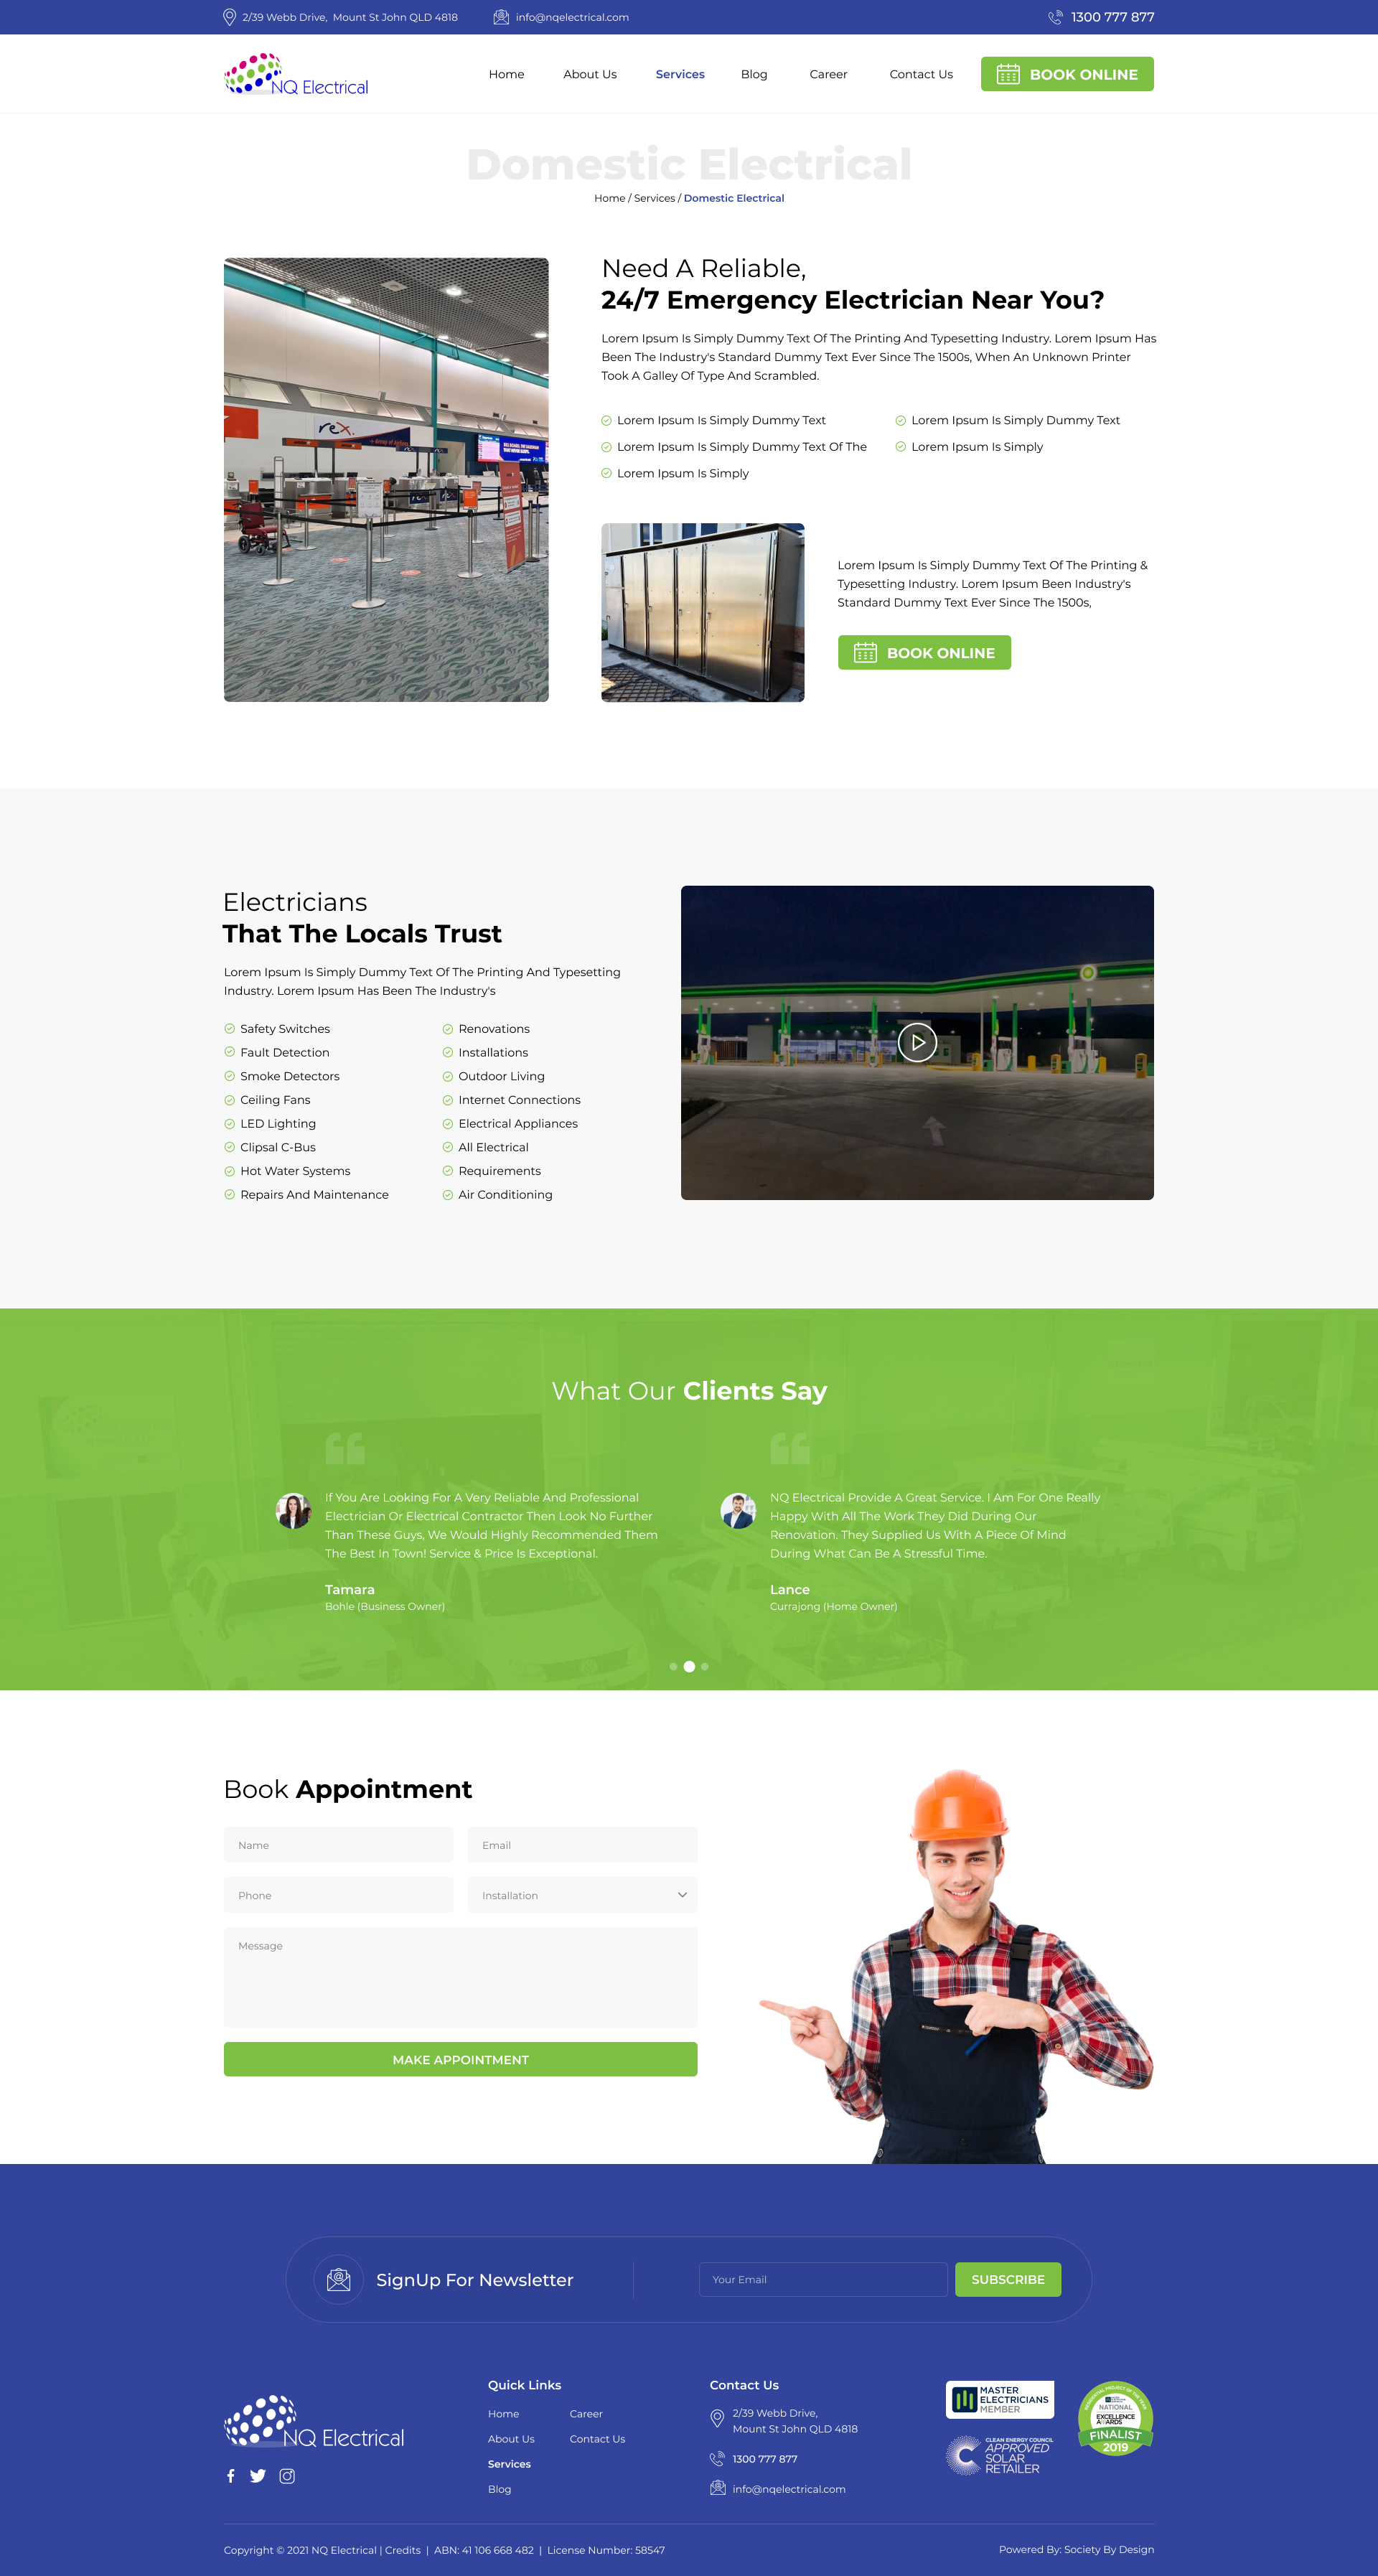 2/39 Webb Drive, Mount St John QLD 4818
info@nqelectrical.com
1300 777 877
NQ Electrical
Home
About Us
Services
Blog
Career
Contact Us
BOOK ONLINE
Domestic Electrical
Home / Services / Domestic Electrical
rex.
Need A Reliable,
24/7 Emergency Electrician Near You?
Lorem Ipsum Is Simply Dummy Text Of The Printing And Typesetting Industry. Lorem Ipsum Has
Been The Industry's Standard Dummy Text Ever Since The 1500s, When An Unknown Printer
Took A Galley Of Type And Scrambled.
Lorem Ipsum Is Simply Dummy Text
Lorem Ipsum Is Simply Dummy Text Of The
Lorem Ipsum Is Simply
Lorem Ipsum Is Simply Dummy Text
Lorem Ipsum Is Simply
Lorem Ipsum Is Simply Dummy Text Of The Printing &
Typesetting Industry. Lorem Ipsum Been Industry's
Standard Dummy Text Ever Since The 1500s,
BOOK ONLINE
Electricians
That The Locals Trust
Lorem Ipsum Is Simply Dummy Text Of The Printing And Typesetting
Industry. Lorem Ipsum Has Been The Industry's
Safety Switches
Fault Detection
Smoke Detectors
Ceiling Fans
LED Lighting
Clipsal C-Bus
Hot Water Systems
Repairs And Maintenance
Renovations
Installations
Outdoor Living
Internet Connections
Electrical Appliances
All Electrical
Requirements
Air Conditioning
What Our Clients Say
If You Are Looking For A Very Reliable And Professional
Electrician Or Electrical Contractor Then Look No Further
Than These Guys, We Would Highly Recommended Them
The Best In Town! Service & Price Is Exceptional.
Tamara
Bohle (Business Owner)
NQ Electrical Provide A Great Service. I Am For One Really
Happy With All The Work They Did During Our
Renovation. They Supplied Us With A Piece Of Mind
During What Can Be A Stressful Time.
Lance
Currajong (Home Owner)
Book Appointment
Name
Email
Phone
Installation
Message
MAKE APPOINTMENT
SignUp For Newsletter
Your Email
SUBSCRIBE
NQ Electrical
Quick Links
Home
About Us
Services
Blog
Career
Contact Us
Contact Us
2/39 Webb Drive,
Mount St John QLD 4818
1300 777 877
info@nqelectrical.com
MASTER
ELECTRICIANS
MEMBER
CLEAN ENERGY COUNCIL
APPROVED
SOLAR
RETAILER
RESIDENTIAL PROJECT OF THE YEAR
NATIONAL
EXCELLENCE
AWARDS
FINALIST
2019
Copyright © 2021 NQ Electrical | Credits | ABN: 41 106 668 482 | License Number: 58547
Powered By: Society By Design